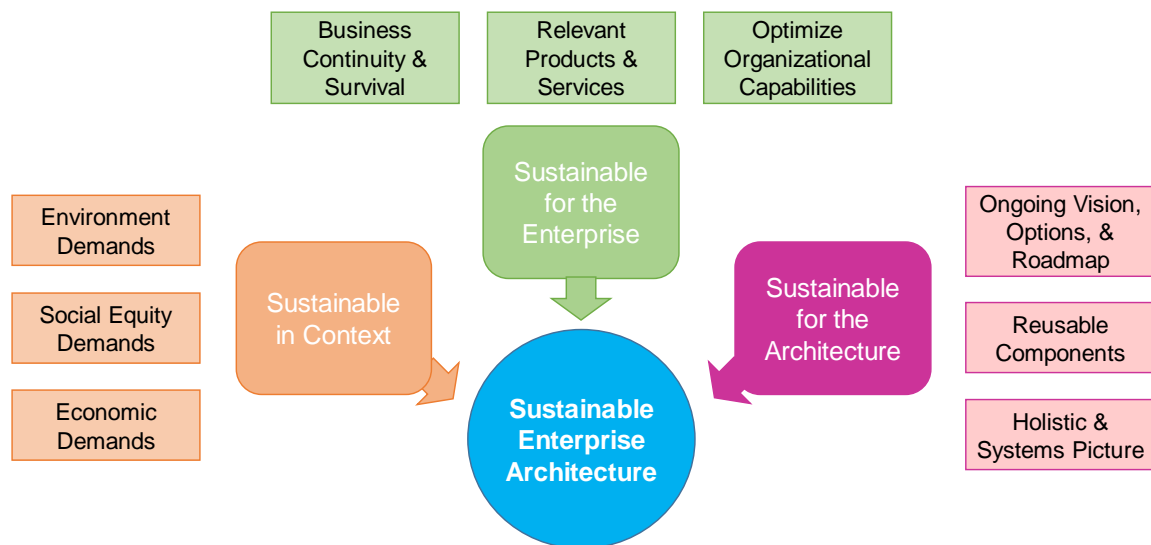 Business
Continuity &
Survival
Relevant
Products &
Services
Optimize
Organizational
Capabilities
Sustainable
for the
Enterprise
Environment
Demands
Social Equity
Demands
Economic
Demands
Sustainable
in Context
Sustainable
for the
Architecture
Ongoing Vision,
Options, &
Roadmap
Reusable
Components
Holistic &
Systems Picture
Sustainable
Enterprise
Architecture